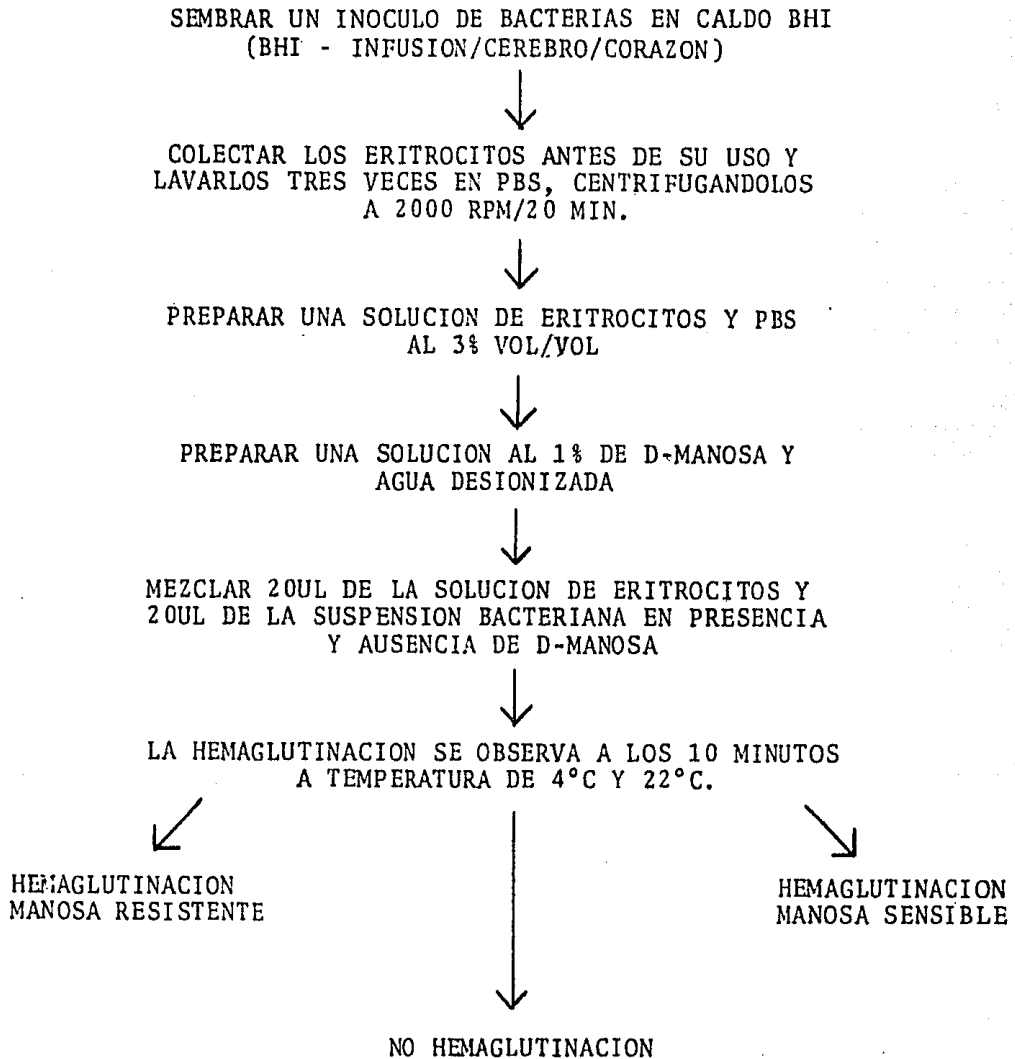 SEMBRAR UN INOCULO DE BACTERIAS EN CALDO BHI
(BHI - INFUSION/CEREBRO/CORAZON)
COLECTAR LOS ERITROCITOS ANTES DE SU USO Y
LAVARLOS TRES VECES EN PBS, CENTRIFUGANDOLOS
A 2000 RPM/20 MIN.
PREPARAR UNA SOLUCION DE ERITROCITOS Y PBS
AL 3% VOL/VOL
PREPARAR UNA SOLUCION AL 1% DE D-MANOSA Y
AGUA DESIONIZADA
MEZCLAR 20UL DE LA SOLUCION DE ERITROCITOS Y
20UL DE LA SUSPENSION BACTERIANA EN PRESENCIA
Y AUSENCIA DE D-MANOSA
LA HEMAGLUTINACION SE OBSERVA A LOS 10 MINUTOS
A TEMPERATURA DE 4°C Y 22°C.
HEMAGLUTINACION
MANOSA RESISTENTE
HEMAGLUTINACION
MANOSA SENSIBLE
NO HEMAGLUTINACION